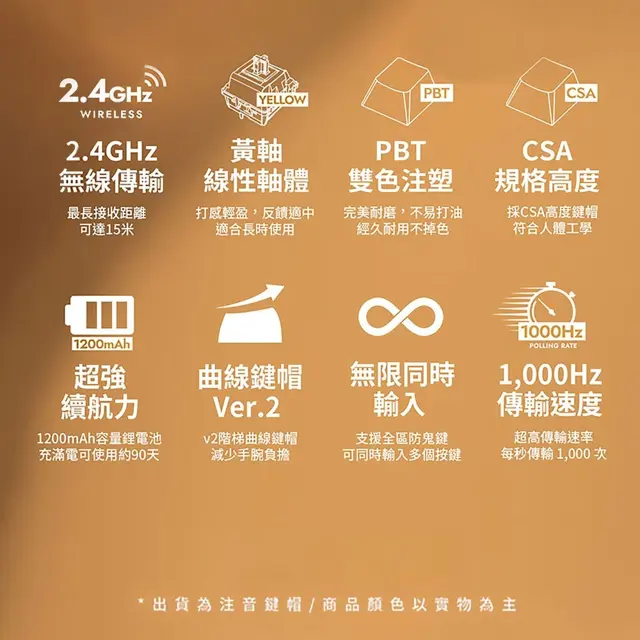 2.4GHz
WIRELESS
2.4GHz
無線傳輸
最長接收距離
可達15米
YELLOW
黃軸
線性軸體
打感輕盈，反饋適中
適合長時使用
PBT
PBT
雙色注塑
完美耐磨，不易打油
經久耐用不掉色
CSA
CSA
規格高度
採CSA高度鍵帽
符合人體工學
1200mAh
超強
續航力
1200mAh容量鋰電池
充滿電可使用約90天
曲線鍵帽
Ver.2
v2階梯曲線鍵帽
減少手腕負擔
無限同時
輸入
支援全區防鬼鍵
可同時輸入多個按鍵
1000Hz
POLLING RATE
1,000Hz
傳輸速度
超高傳輸速率
每秒傳輸 1,000 次
*出貨為注音鍵帽/商品顏色以實物為主